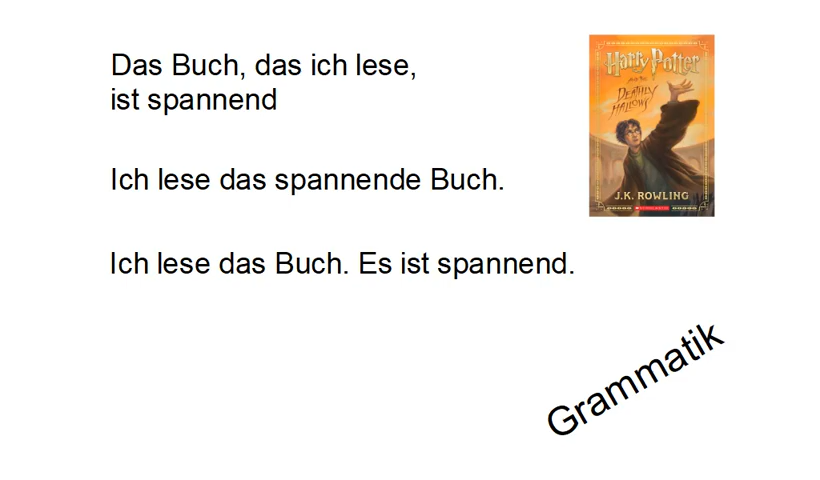 Das Buch, das ich lese,
ist spannend
Harry Potter
AND THE
DEATHLY
HALLOWS
J.K. ROWLING
Ich lese das spannende Buch.
Ich lese das Buch. Es ist spannend.
Grammatik